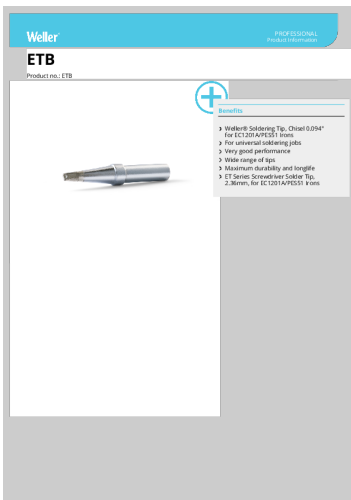 Weller
PROFESSIONAL
Product Information
ETB
Product no.: ETB
Benefits
Weller® Soldering Tip, Chisel 0,094"
for EC1201A/PES51 Irons
For universal soldering jobs
Very good performance
Wide range of tips
Maximum durability and longlife
ET Series Screwdriver Solder Tip,
2,36mm, for EC1201A/PES51 Irons